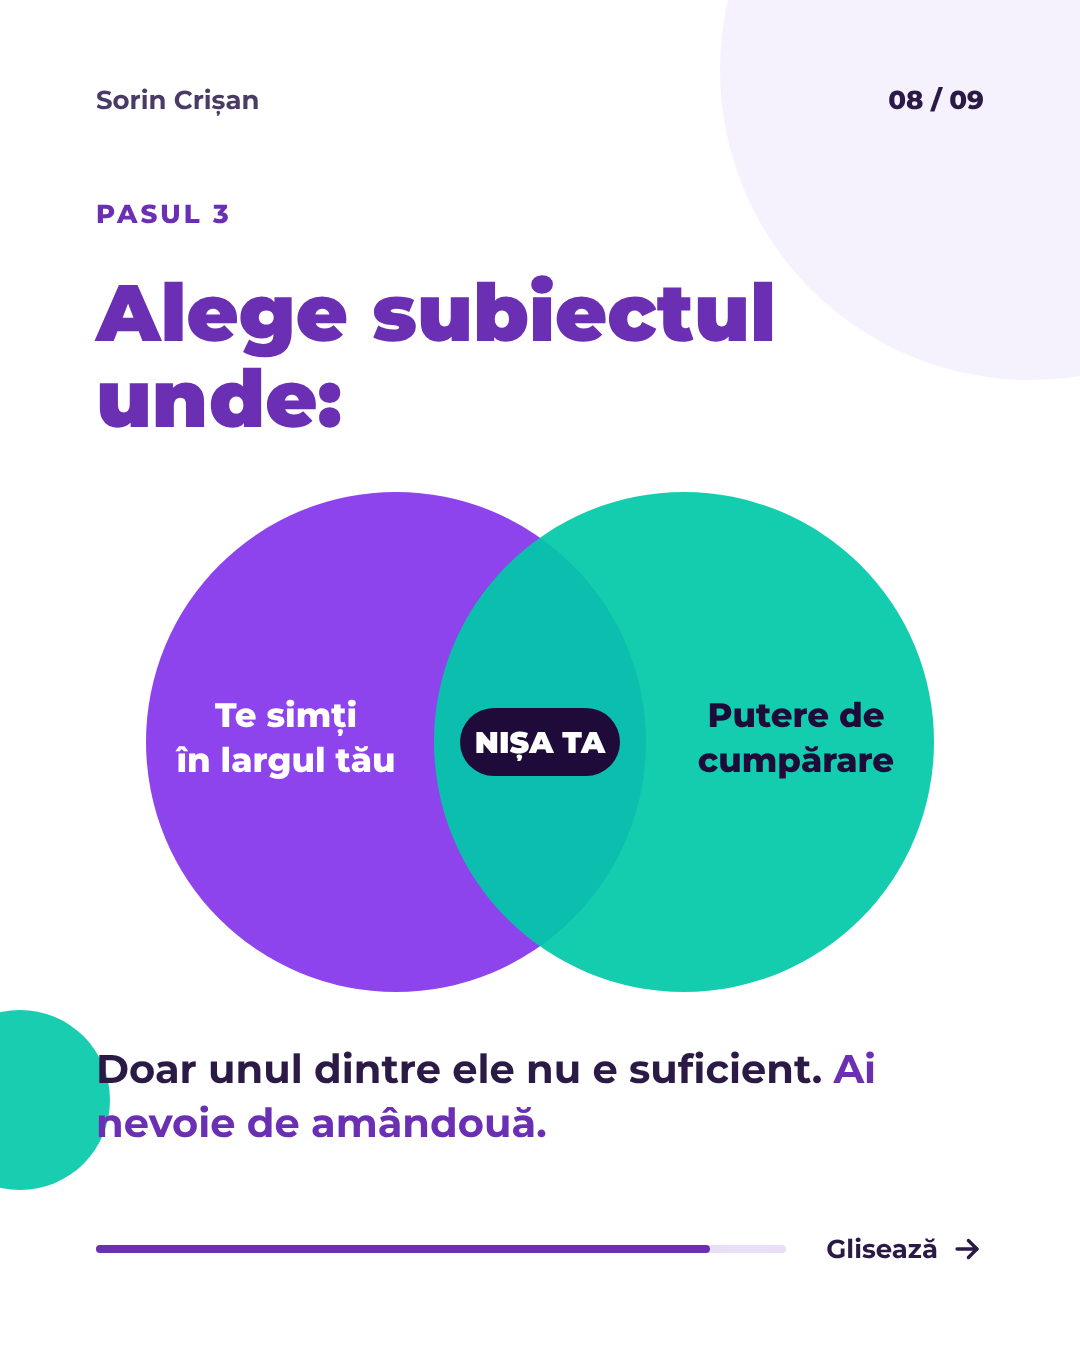 Sorin Crișan
08 / 09
PASUL 3
Alege subiectul
unde:
Te simți
în largul tău
NIȘA TA
Putere de
cumpărare
Doar unul dintre ele nu e suficient. Ai
nevoie de amândouă.
Glisează →